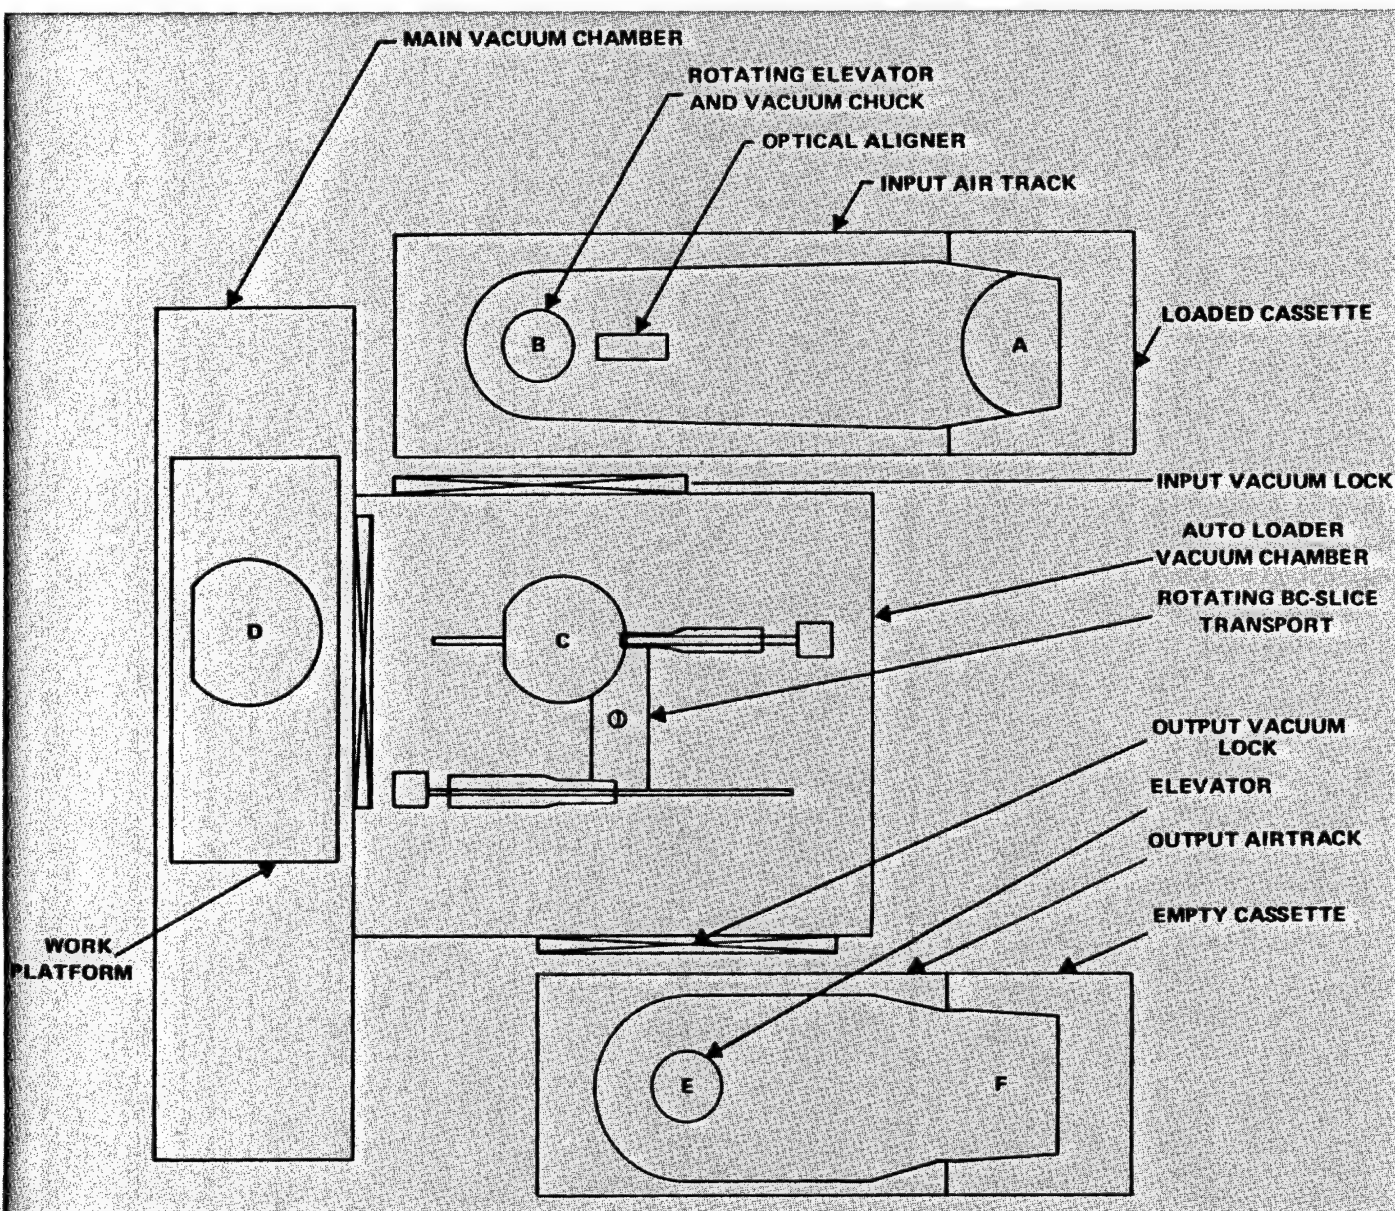 MAIN VACUUM CHAMBER
ROTATING ELEVATOR
AND VACUUM CHUCK
OPTICAL ALIGNER
INPUT AIR TRACK
LOADED CASSETTE
B
A
INPUT VACUUM LOCK
AUTO LOADER
VACUUM CHAMBER
ROTATING BC-SLICE
TRANSPORT
D
C
①
OUTPUT VACUUM
LOCK
ELEVATOR
OUTPUT AIRTRACK
EMPTY CASSETTE
WORK
PLATFORM
E
F